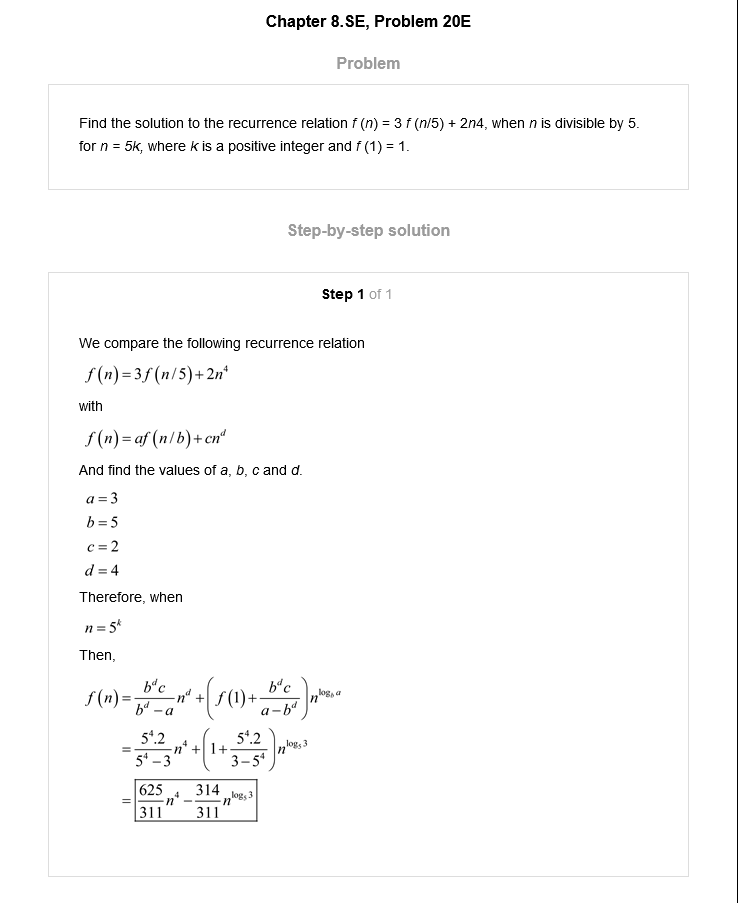 Chapter 8.SE, Problem 20E
Problem
Find the solution to the recurrence relation f (n) = 3 f (n/5) + 2n4, when n is divisible by 5.
for n = 5k, where k is a positive integer and f (1) = 1.
Step-by-step solution
Step 1 of 1
We compare the following recurrence relation
f(n)=3f(n/5)+2n⁴
with
f(n)=af(n/b)+cnᵈ
And find the values of a, b, c and d.
a=3
b=5
c=2
d=4
Therefore, when
n=5ᵏ
Then,
f(n)=\frac{b^d c}{b^d-a}n^d+\left(f(1)+\frac{b^d c}{a-b^d}\right)n^{\log_b a}
=\frac{5^4.2}{5^4-3}n^4+\left(1+\frac{5^4.2}{3-5^4}\right)n^{\log_5 3}
=\frac{625}{311}n^4-\frac{314}{311}n^{\log_5 3}